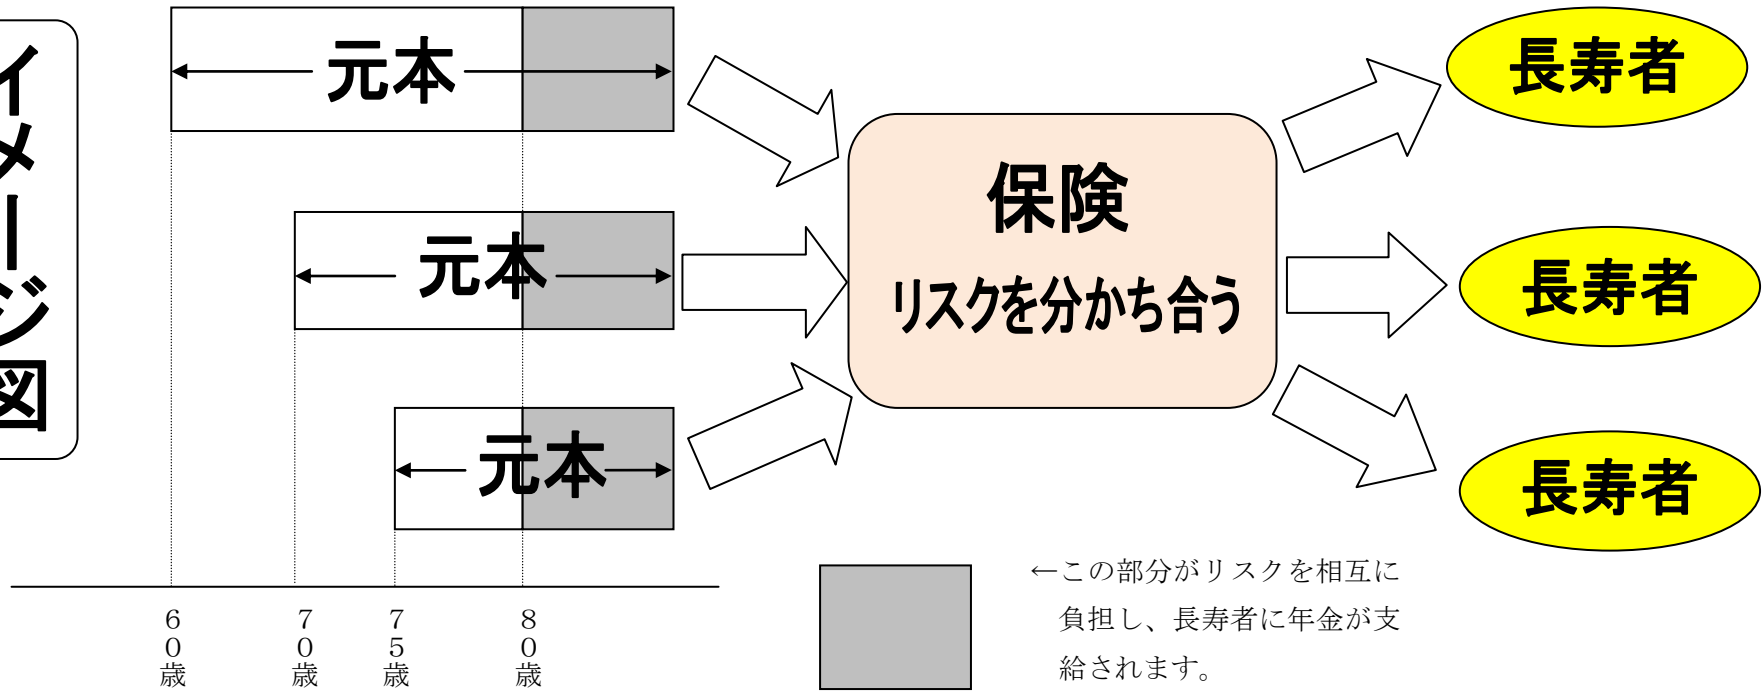 イメージ図
元本
元本
元本
保険
リスクを分かち合う
長寿者
長寿者
長寿者
６０歳
７０歳
７５歳
８０歳
←この部分がリスクを相互に
負担し、長寿者に年金が支
給されます。